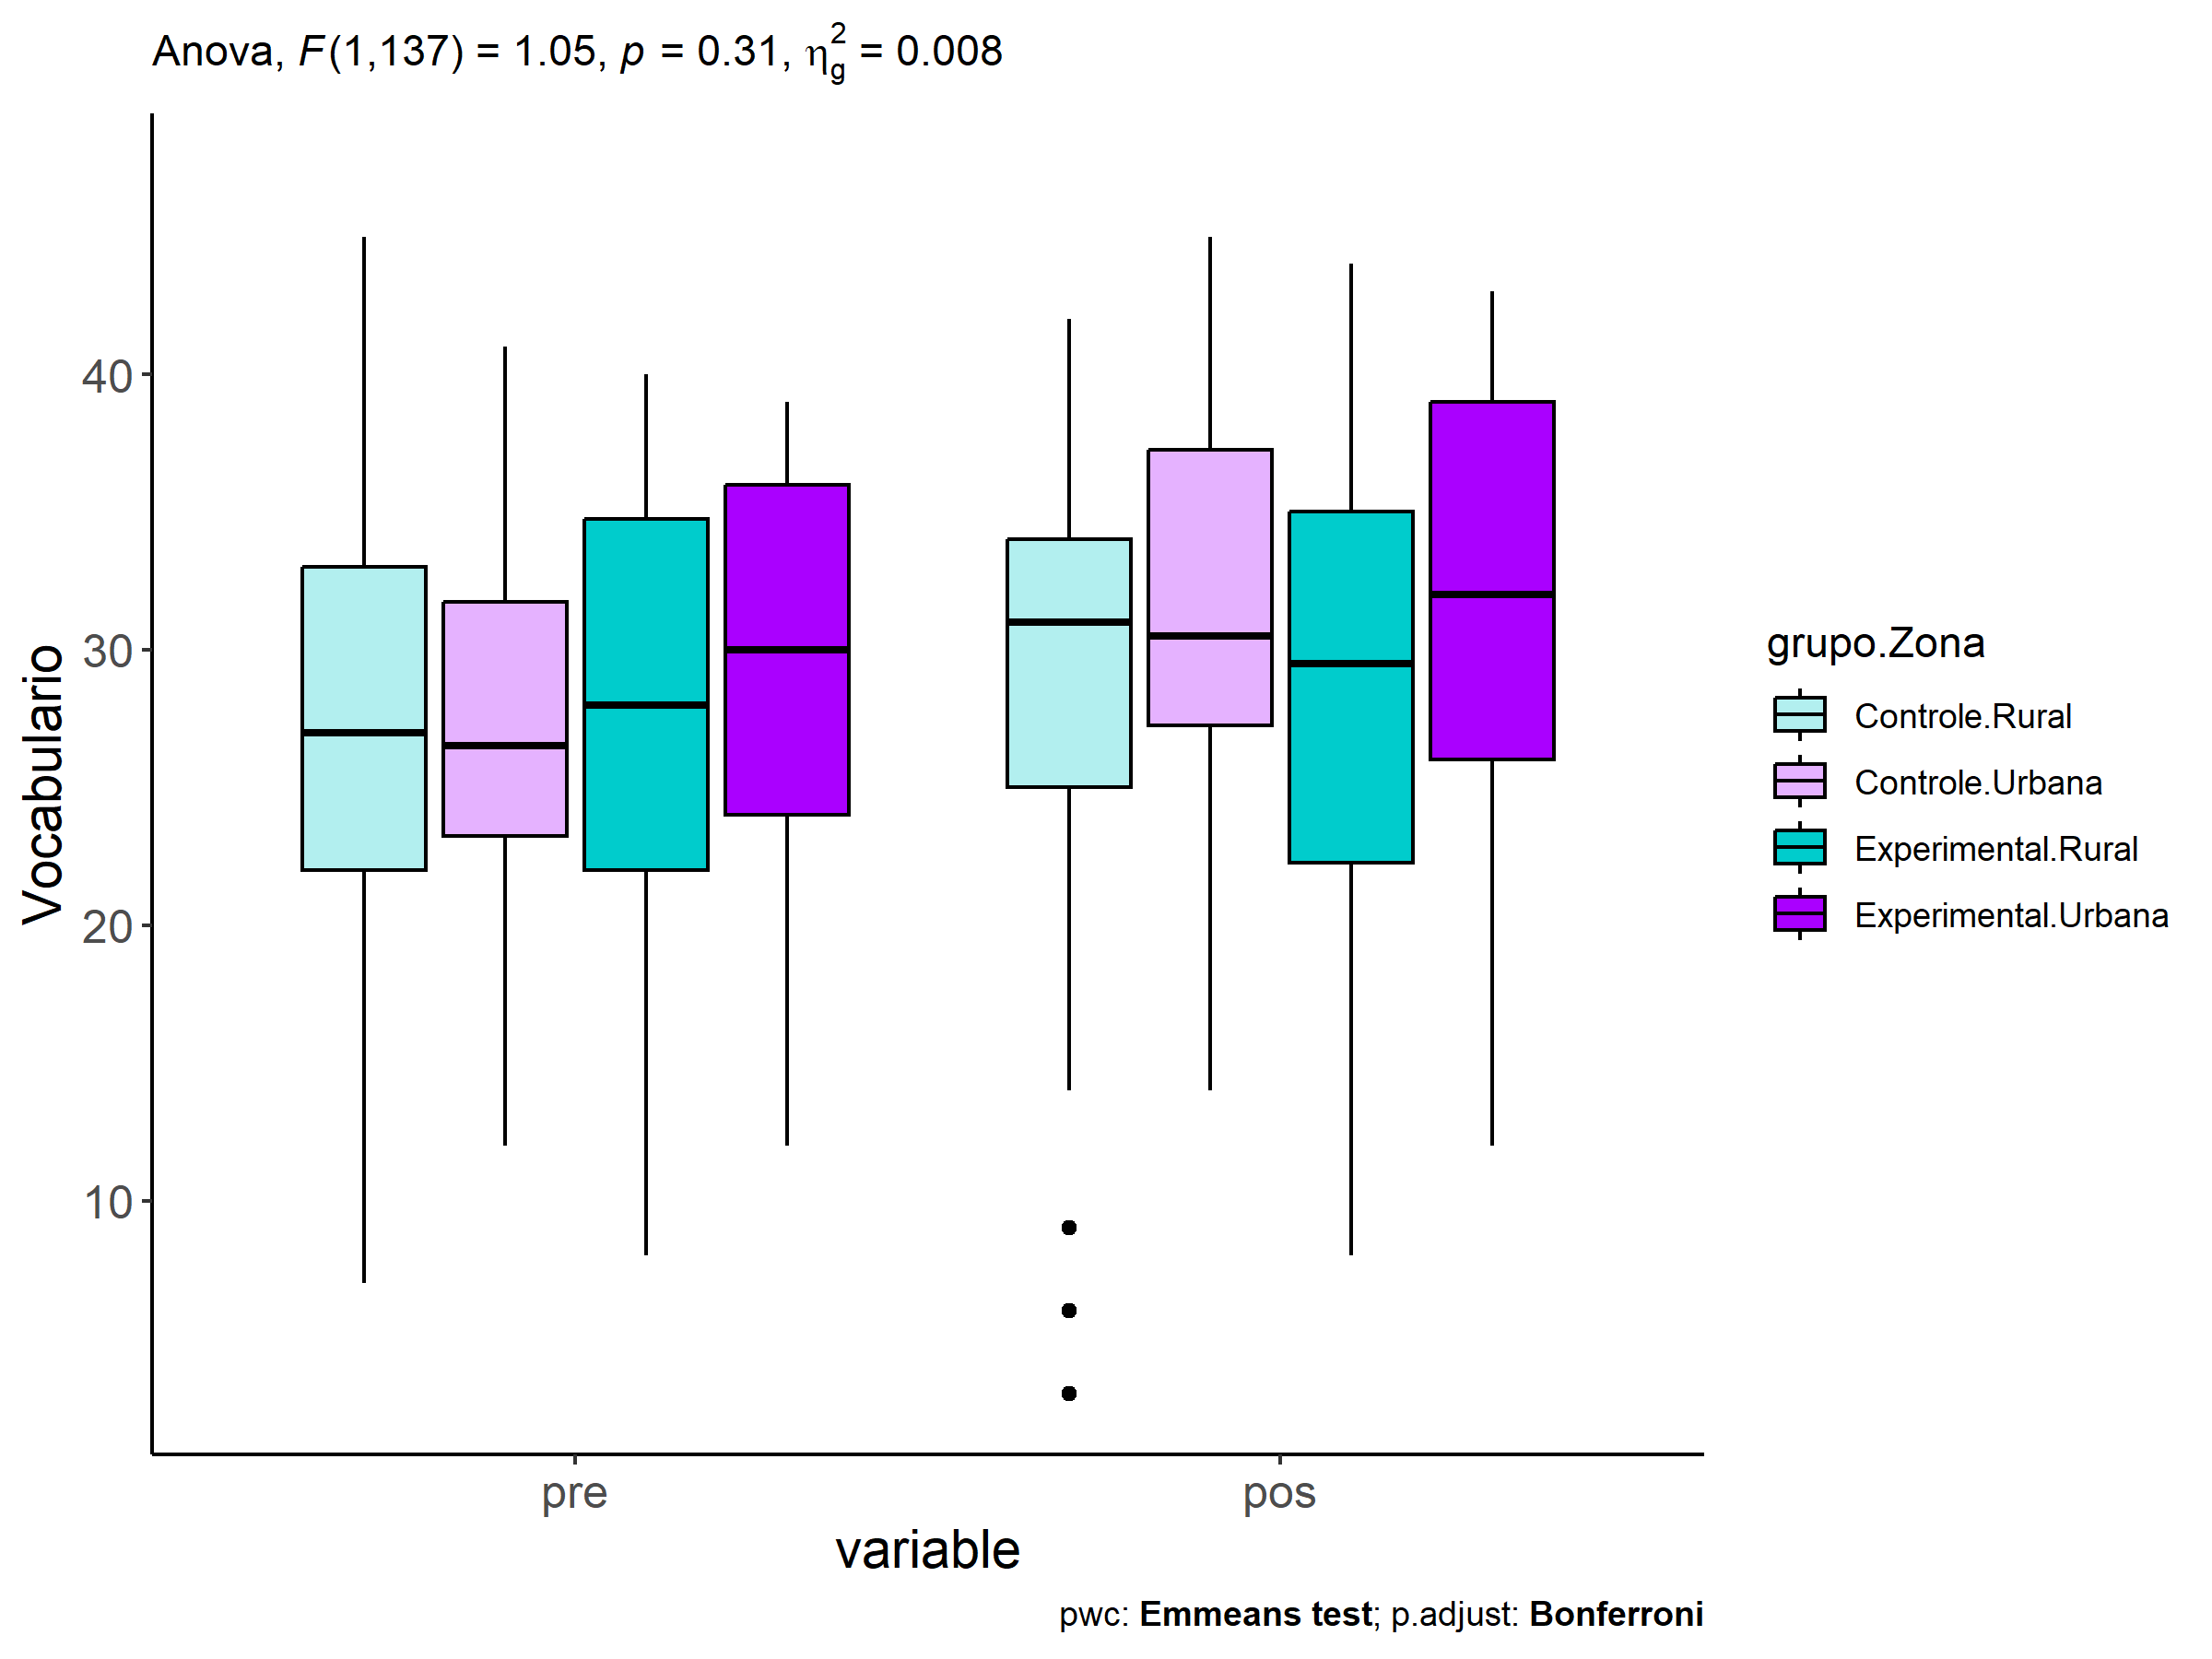 Anova, F(1,137) = 1.05, p = 0.31, η²g = 0.008
Vocabulario
40
30
20
10
pre
pos
variable
grupo.Zona
Controle.Rural
Controle.Urbana
Experimental.Rural
Experimental.Urbana
pwc: Emmeans test; p.adjust: Bonferroni